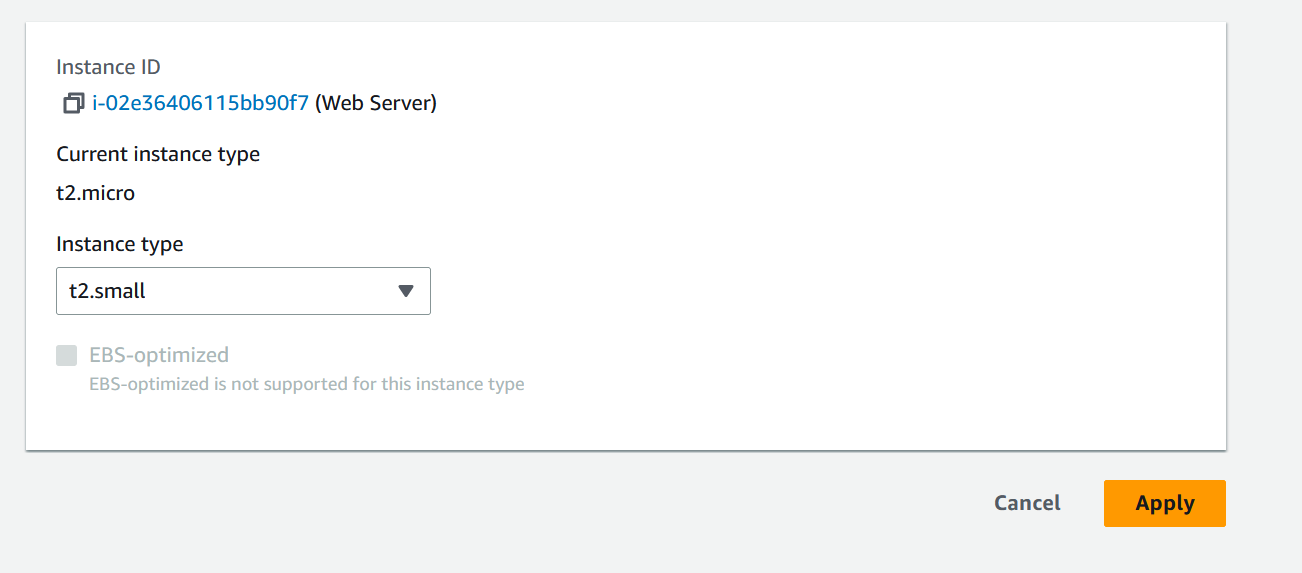 Instance ID
i-02e36406115bb90f7 (Web Server)
Current instance type
t2.micro
Instance type
t2.small
EBS-optimized
EBS-optimized is not supported for this instance type
Cancel Apply